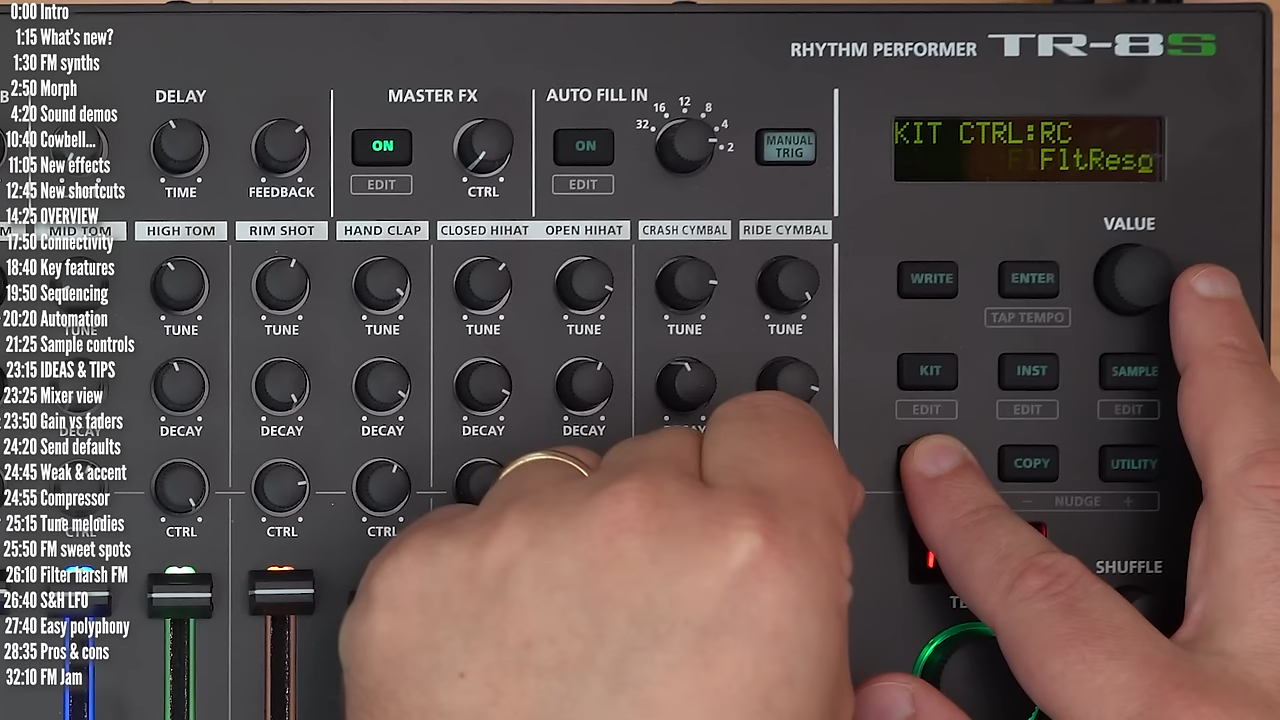 0:00 Intro
1:15 What's new?
1:30 FM synths
2:50 Morph
4:20 Sound demos
10:40 Cowbell...
11:05 New effects
12:45 New shortcuts
14:25 OVERVIEW
17:50 Connectivity
18:40 Key features
19:50 Sequencing
20:20 Automation
21:25 Sample controls
23:15 IDEAS & TIPS
23:25 Mixer view
23:50 Gain vs faders
24:20 Send defaults
24:45 Weak & accent
24:55 Compressor
25:15 Tune melodies
25:50 FM sweet spots
26:10 Filter harsh FM
26:40 S&H LFO
27:40 Easy polyphony
28:35 Pros & cons
32:10 FM Jam
RHYTHM PERFORMER TR-8S
DELAY
MASTER FX
AUTO FILL IN
32 16 12 8 4 2
ON
ON
MANUAL
TRIG
EDIT
EDIT
TIME
FEEDBACK
CTRL
KIT CTRL:RC
FltReso
MID TOM
HIGH TOM
RIM SHOT
HAND CLAP
CLOSED HIHAT
OPEN HIHAT
CRASH CYMBAL
RIDE CYMBAL
VALUE
WRITE
ENTER
TAP TEMPO
TUNE
TUNE
TUNE
TUNE
TUNE
TUNE
TUNE
TUNE
KIT
INST
SAMPLE
EDIT
EDIT
EDIT
DECAY
DECAY
DECAY
DECAY
DECAY
DECAY
COPY
UTILITY
− NUDGE +
CTRL
CTRL
CTRL
CTRL
SHUFFLE